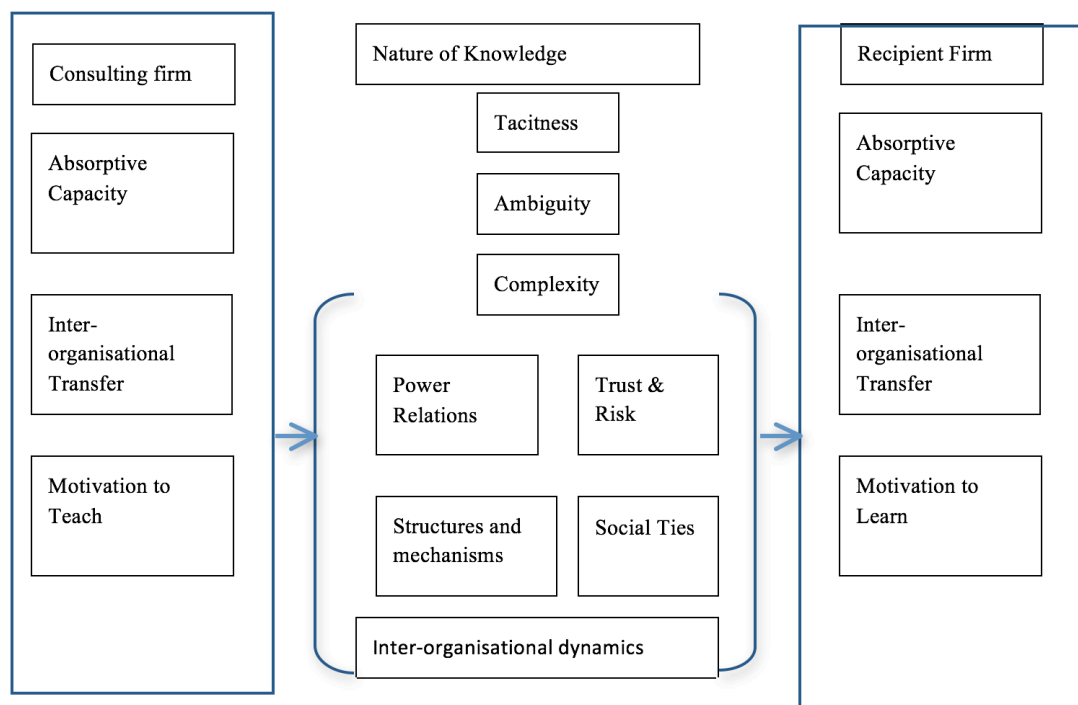 Consulting firm
Absorptive
Capacity
Inter-
organisational
Transfer
Motivation to
Teach
Nature of Knowledge
Tacitness
Ambiguity
Complexity
Power
Relations
Trust &
Risk
Structures and
mechanisms
Social Ties
Inter-organisational dynamics
Recipient Firm
Absorptive
Capacity
Inter-
organisational
Transfer
Motivation to
Learn